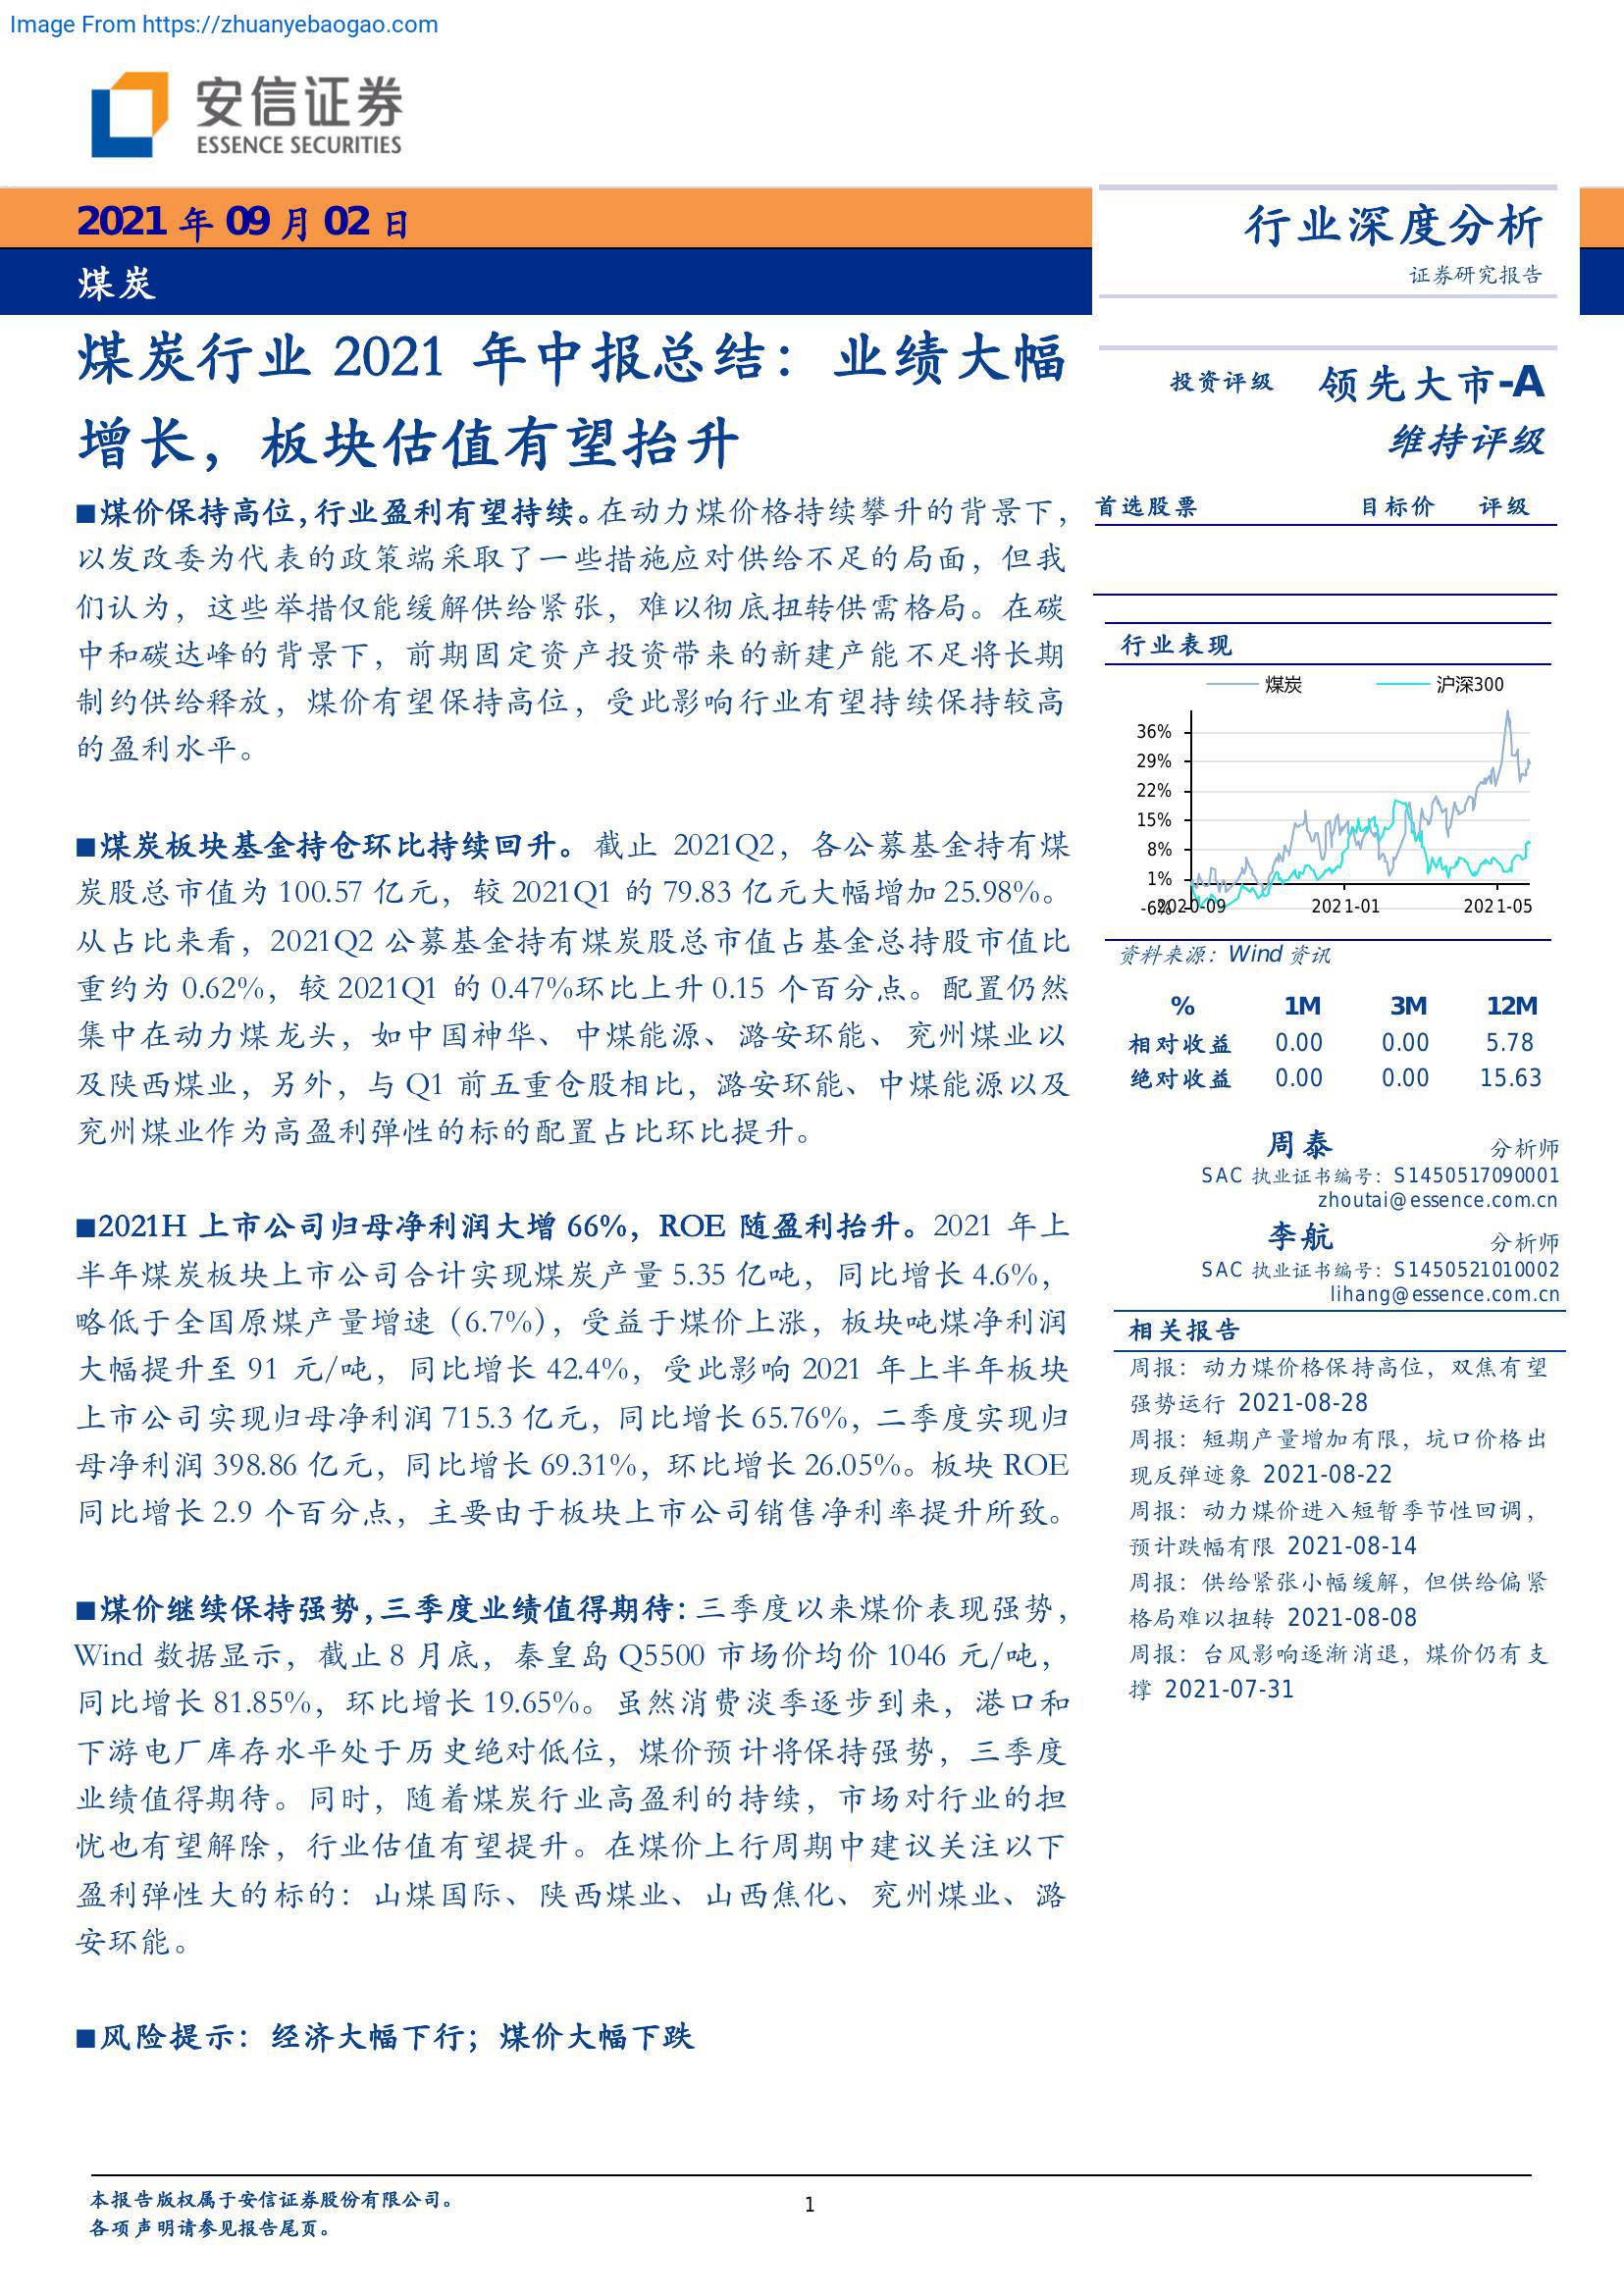 Image From https://zhuanyebaogao.com
安信证券
ESSENCE SECURITIES
2021 年 09 月 02 日
煤炭
行业深度分析
证券研究报告
煤炭行业 2021 年中报总结：业绩大幅
增长，板块估值有望抬升
■煤价保持高位,行业盈利有望持续。在动力煤价格持续攀升的背景下，
以发改委为代表的政策端采取了一些措施应对供给不足的局面，但我
们认为，这些举措仅能缓解供给紧张，难以彻底扭转供需格局。在碳
中和碳达峰的背景下，前期固定资产投资带来的新建产能不足将长期
制约供给释放，煤价有望保持高位，受此影响行业有望持续保持较高
的盈利水平。
■煤炭板块基金持仓环比持续回升。截止 2021Q2，各公募基金持有煤
炭股总市值为 100.57 亿元，较 2021Q1 的 79.83 亿元大幅增加 25.98%。
从占比来看，2021Q2 公募基金持有煤炭股总市值占基金总持股市值比
重约为 0.62%，较 2021Q1 的 0.47%环比上升 0.15 个百分点。配置仍然
集中在动力煤龙头，如中国神华、中煤能源、潞安环能、兖州煤业以
及陕西煤业，另外，与 Q1 前五重仓股相比，潞安环能、中煤能源以及
兖州煤业作为高盈利弹性的标的配置占比环比提升。
■2021H 上市公司归母净利润大增 66%，ROE 随盈利抬升。2021 年上
半年煤炭板块上市公司合计实现煤炭产量 5.35 亿吨，同比增长 4.6%，
略低于全国原煤产量增速（6.7%），受益于煤价上涨，板块吨煤净利润
大幅提升至 91 元/吨，同比增长 42.4%，受此影响 2021 年上半年板块
上市公司实现归母净利润 715.3 亿元，同比增长 65.76%，二季度实现归
母净利润 398.86 亿元，同比增长 69.31%，环比增长 26.05%。板块 ROE
同比增长 2.9 个百分点，主要由于板块上市公司销售净利率提升所致。
■煤价继续保持强势,三季度业绩值得期待:三季度以来煤价表现强势，
Wind 数据显示，截止 8 月底，秦皇岛 Q5500 市场价均价 1046 元/吨，
同比增长 81.85%，环比增长 19.65%。虽然消费淡季逐步到来，港口和
下游电厂库存水平处于历史绝对低位，煤价预计将保持强势，三季度
业绩值得期待。同时，随着煤炭行业高盈利的持续，市场对行业的担
忧也有望解除，行业估值有望提升。在煤价上行周期中建议关注以下
盈利弹性大的标的：山煤国际、陕西煤业、山西焦化、兖州煤业、潞
安环能。
■风险提示：经济大幅下行；煤价大幅下跌
投资评级 领先大市-A
维持评级
首选股票 目标价 评级
行业表现
煤炭 沪深300
36%
29%
22%
15%
8%
1%
-6%
2020-09 2021-01 2021-05
资料来源：Wind 资讯
% 1M 3M 12M
相对收益 0.00 0.00 5.78
绝对收益 0.00 0.00 15.63
周泰 分析师
SAC 执业证书编号：S1450517090001
zhoutai@essence.com.cn
李航 分析师
SAC 执业证书编号：S1450521010002
lihang@essence.com.cn
相关报告
周报：动力煤价格保持高位，双焦有望
强势运行 2021-08-28
周报：短期产量增加有限，坑口价格出
现反弹迹象 2021-08-22
周报：动力煤价进入短暂季节性回调，
预计跌幅有限 2021-08-14
周报：供给紧张小幅缓解，但供给偏紧
格局难以扭转 2021-08-08
周报：台风影响逐渐消退，煤价仍有支
撑 2021-07-31
本报告版权属于安信证券股份有限公司。
各项声明请参见报告尾页。
1